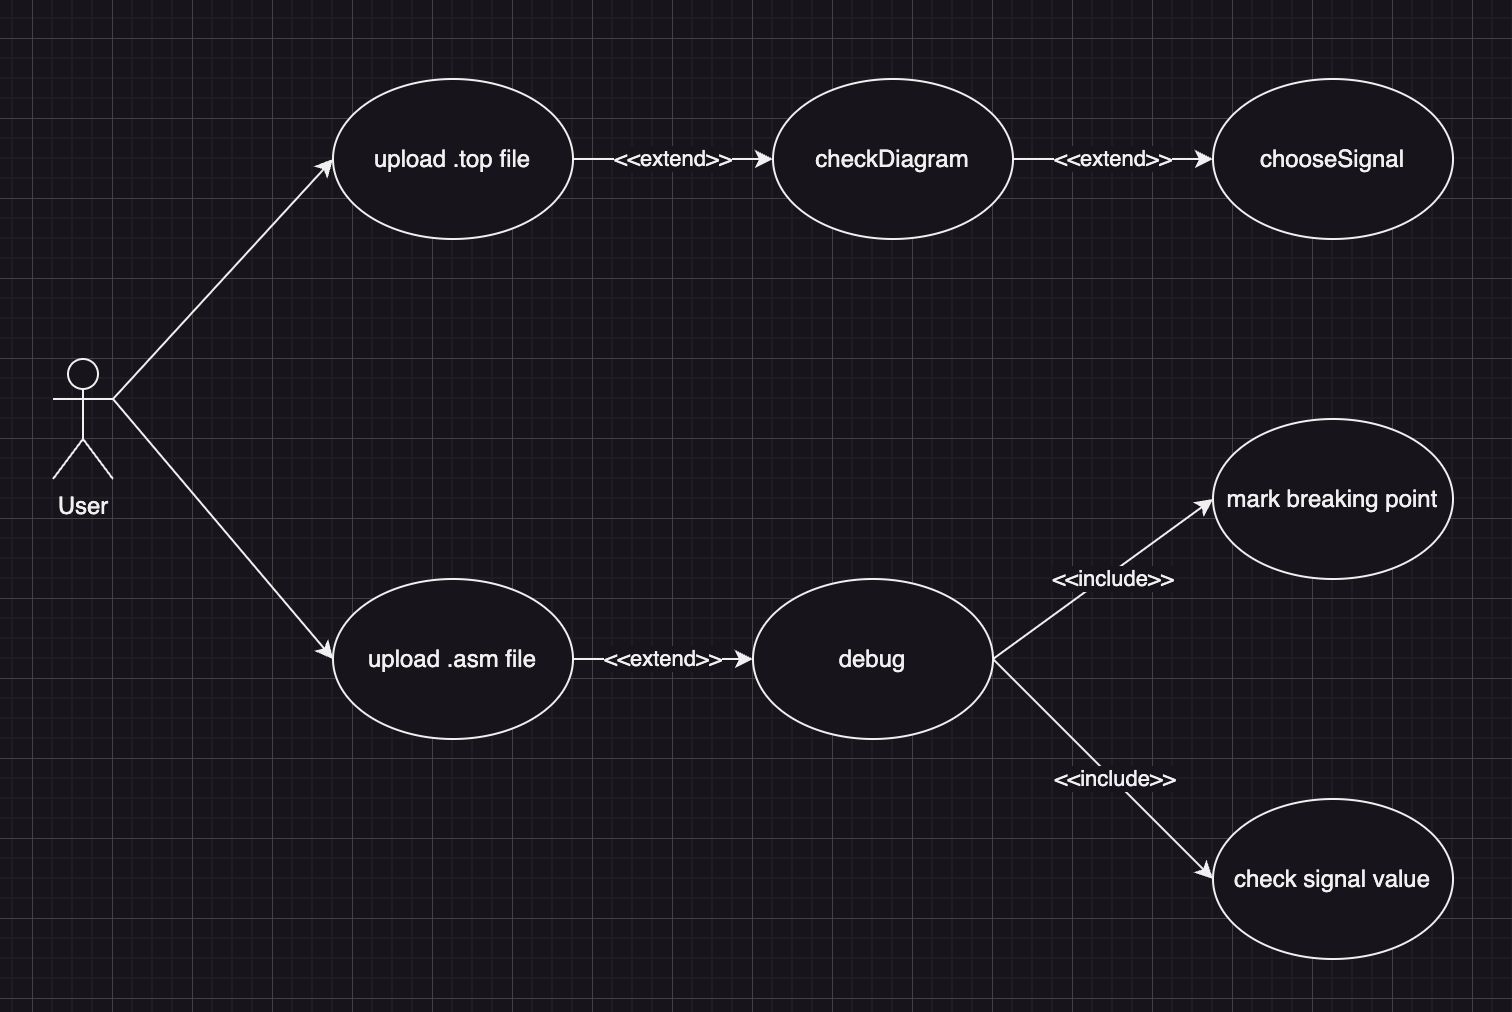 upload .top file
<<extend>>
checkDiagram
<<extend>>
chooseSignal
User
mark breaking point
<<include>>
upload .asm file
<<extend>>
debug
<<include>>
check signal value